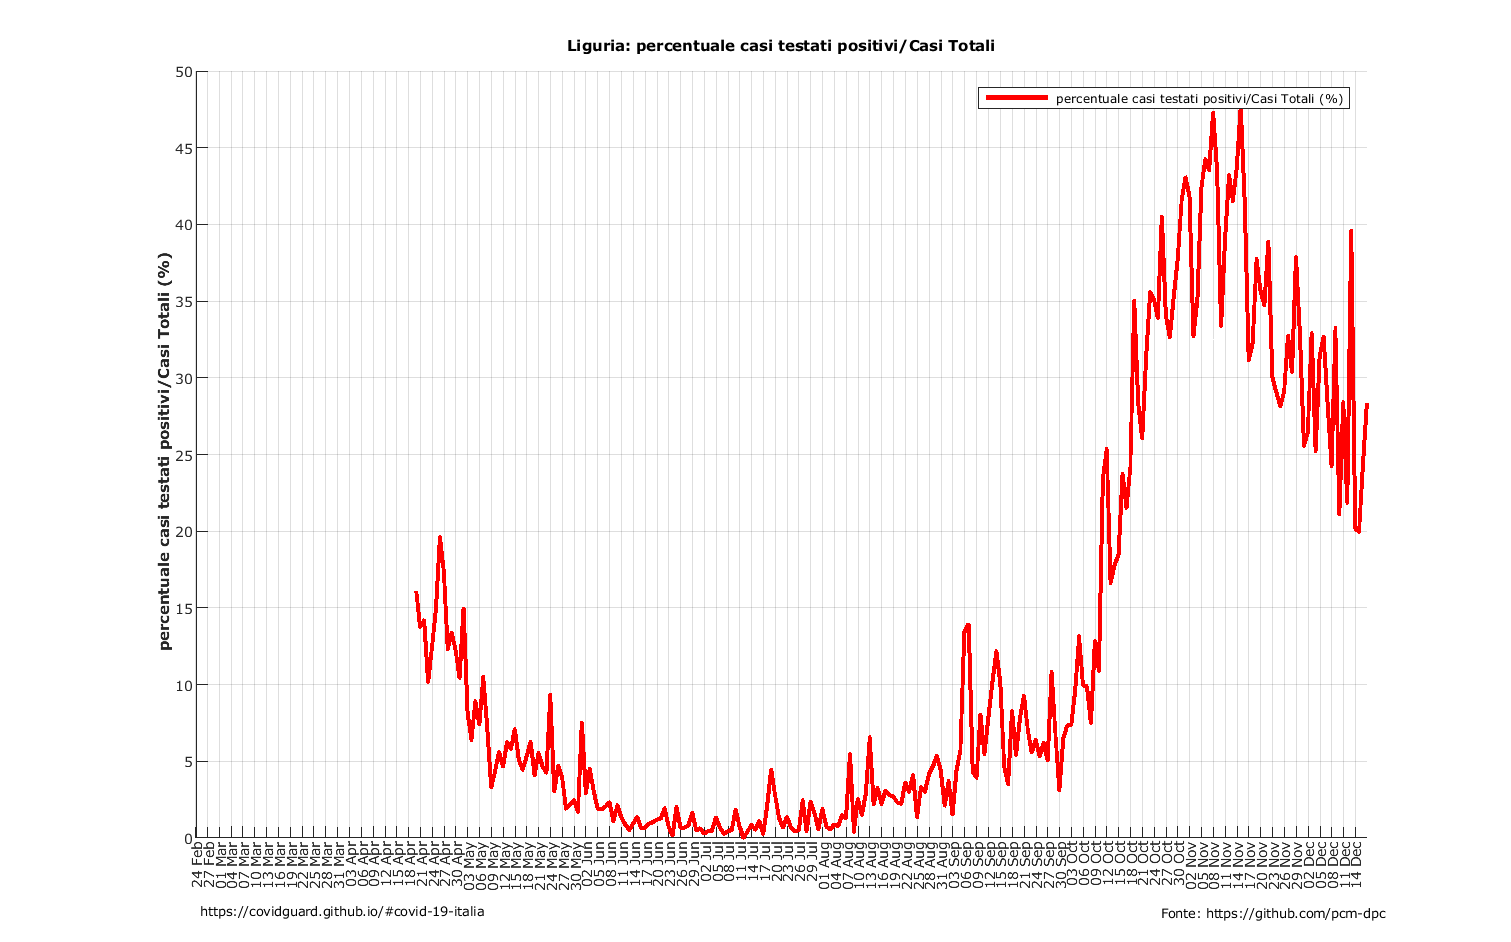 Liguria: percentuale casi testati positivi/Casi Totali
percentuale casi testati positivi/Casi Totali (%)
percentuale casi testati positivi/Casi Totali (%)
50
45
40
35
30
25
20
15
10
5
0
24 Feb
27 Feb
01 Mar
04 Mar
07 Mar
10 Mar
13 Mar
16 Mar
19 Mar
22 Mar
25 Mar
28 Mar
31 Mar
03 Apr
06 Apr
09 Apr
12 Apr
15 Apr
18 Apr
21 Apr
24 Apr
27 Apr
30 Apr
03 May
06 May
09 May
12 May
15 May
18 May
21 May
24 May
27 May
30 May
02 Jun
05 Jun
08 Jun
11 Jun
14 Jun
17 Jun
20 Jun
23 Jun
26 Jun
29 Jun
02 Jul
05 Jul
08 Jul
11 Jul
14 Jul
17 Jul
20 Jul
23 Jul
26 Jul
29 Jul
01 Aug
04 Aug
07 Aug
10 Aug
13 Aug
16 Aug
19 Aug
22 Aug
25 Aug
28 Aug
31 Aug
03 Sep
06 Sep
09 Sep
12 Sep
15 Sep
18 Sep
21 Sep
24 Sep
27 Sep
30 Sep
03 Oct
06 Oct
09 Oct
12 Oct
15 Oct
18 Oct
21 Oct
24 Oct
27 Oct
30 Oct
02 Nov
05 Nov
08 Nov
11 Nov
14 Nov
17 Nov
20 Nov
23 Nov
26 Nov
29 Nov
02 Dec
05 Dec
08 Dec
11 Dec
14 Dec
https://covidguard.github.io/#covid-19-italia
Fonte: https://github.com/pcm-dpc